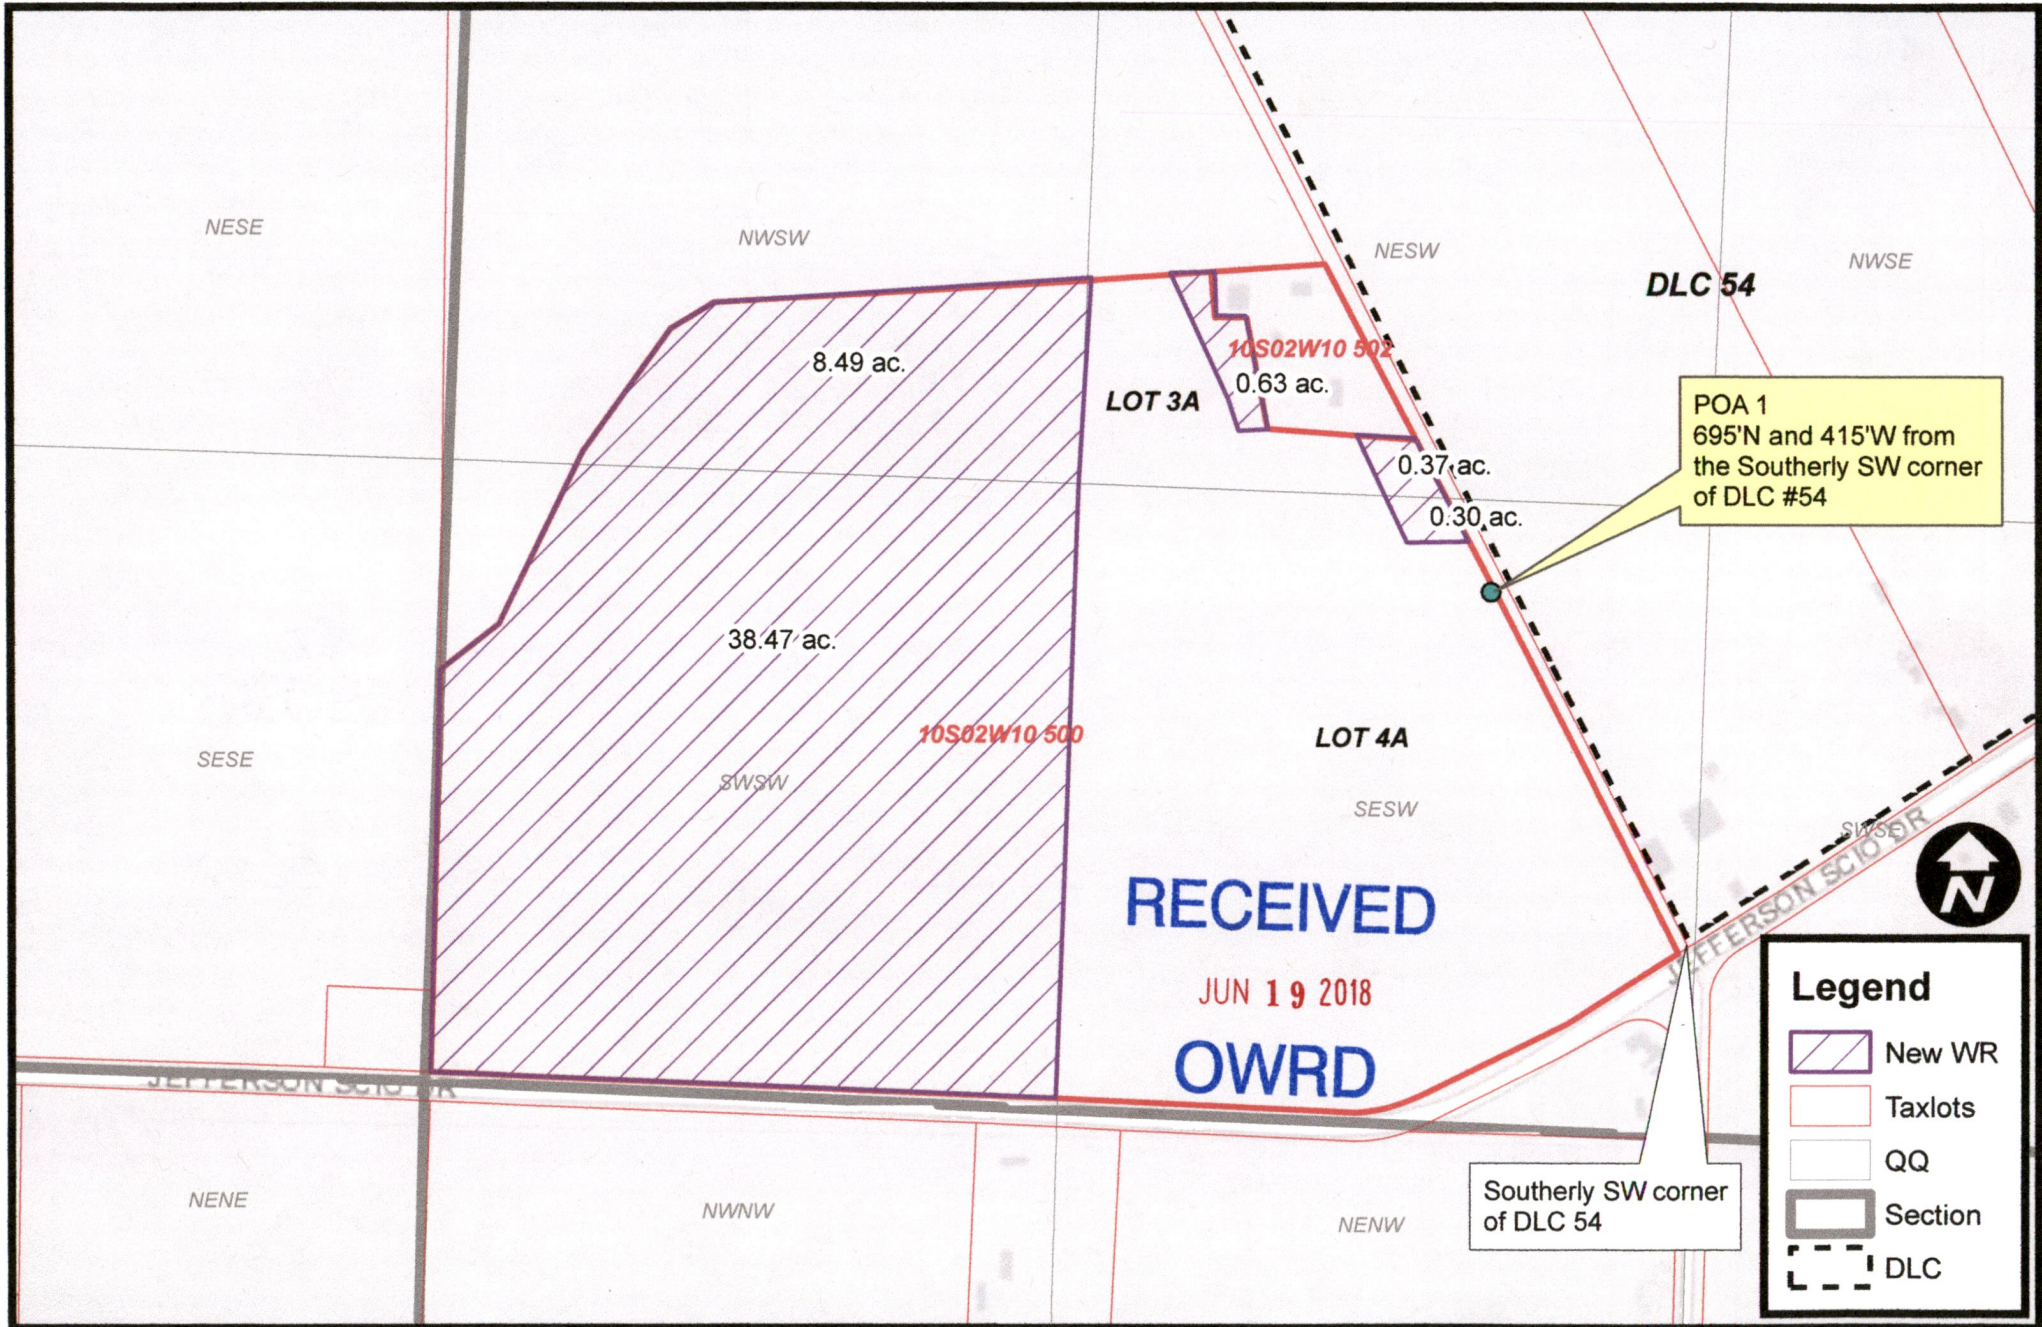 NESE
NWSW
NESW
NWSE
DLC 54
8.49 ac.
10S02W10 502
0.63 ac.
LOT 3A
POA 1
695'N and 415'W from
the Southerly SW corner
of DLC #54
0.37 ac.
0.30 ac.
38.47 ac.
10S02W10 500
LOT 4A
SESE
SWSW
SESW
SWSE
JEFFERSON SCIO DR
N
RECEIVED
JUN 19 2018
OWRD
JEFFERSON SCIO DR
Legend
New WR
Taxlots
QQ
Section
DLC
Southerly SW corner
of DLC 54
NENE
NWNW
NENW